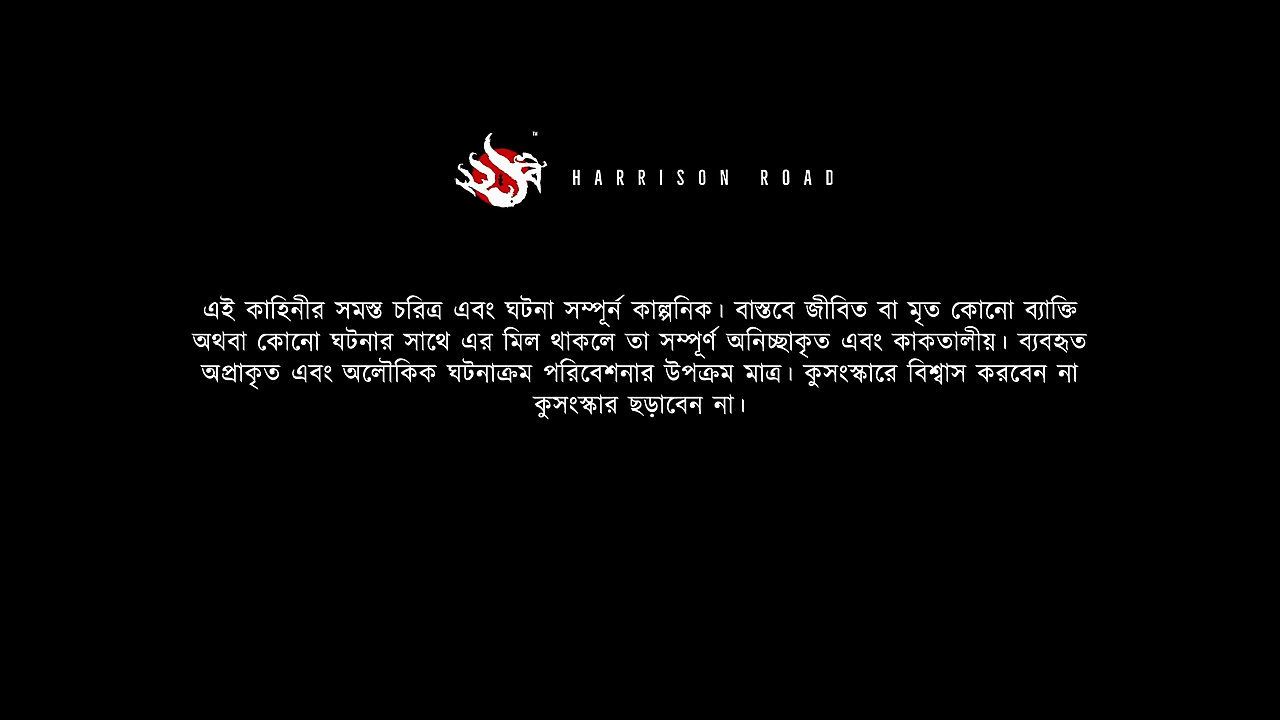 HARRISON ROAD
এই কাহিনীর সমস্ত চরিত্র এবং ঘটনা সম্পূর্ন কাল্পনিক। বাস্তবে জীবিত বা মৃত কোনো ব্যাক্তি
অথবা কোনো ঘটনার সাথে এর মিল থাকলে তা সম্পূর্ণ অনিচ্ছাকৃত এবং কাকতালীয়। ব্যবহৃত
অপ্রাকৃত এবং অলৌকিক ঘটনাক্রম পরিবেশনার উপক্রম মাত্র। কুসংস্কারে বিশ্বাস করবেন না
কুসংস্কার ছড়াবেন না।